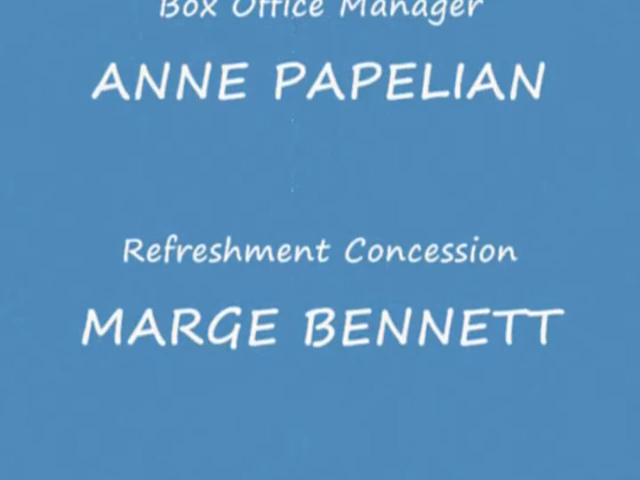 Box Office Manager
ANNE PAPELIAN
Refreshment Concession
MARGE BENNETT